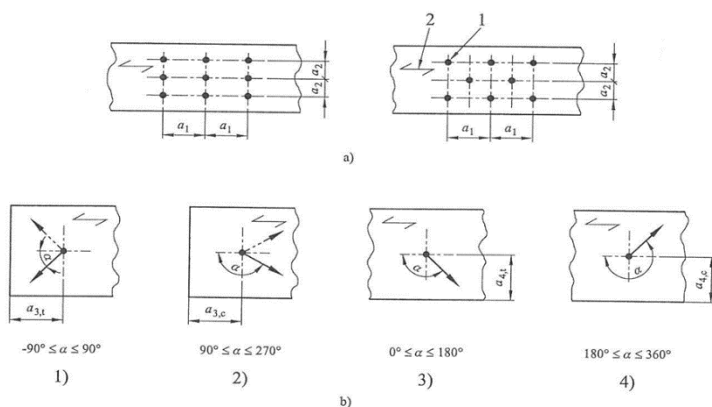 2 1
a2
a2
a1 a1
a2
a2
a1 a1
a)
α
a3,t
-90° ≤ α ≤ 90°
1)
α
a3,c
90° ≤ α ≤ 270°
2)
α
a4,t
0° ≤ α ≤ 180°
3)
α
a4,c
180° ≤ α ≤ 360°
4)
b)